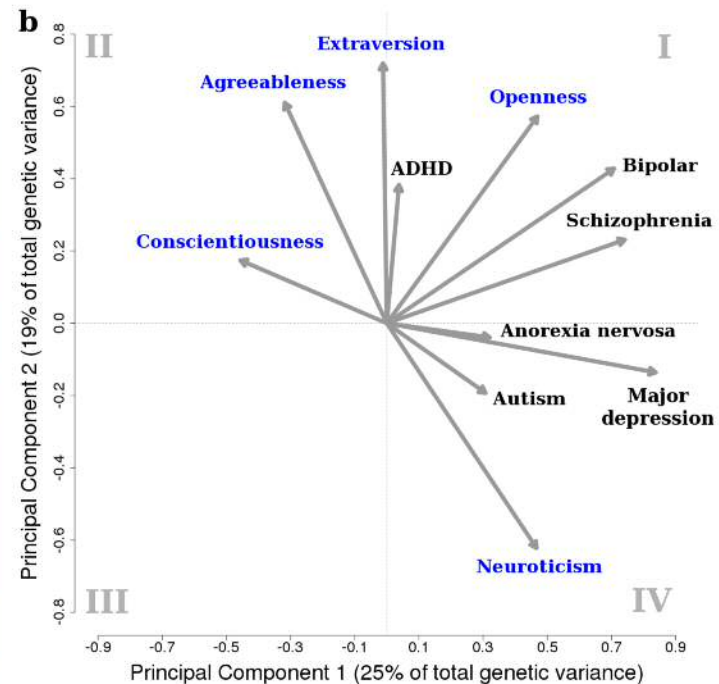 b
II
I
Extraversion
Agreeableness
Openness
ADHD
Bipolar
Schizophrenia
Conscientiousness
Anorexia nervosa
Autism
Major
depression
Neuroticism
III
IV
Principal Component 2 (19% of total genetic variance)
0.8
0.6
0.4
0.2
0.0
-0.2
-0.4
-0.6
-0.8
-0.9 -0.7 -0.5 -0.3 -0.1 0.1 0.3 0.5 0.7 0.9
Principal Component 1 (25% of total genetic variance)